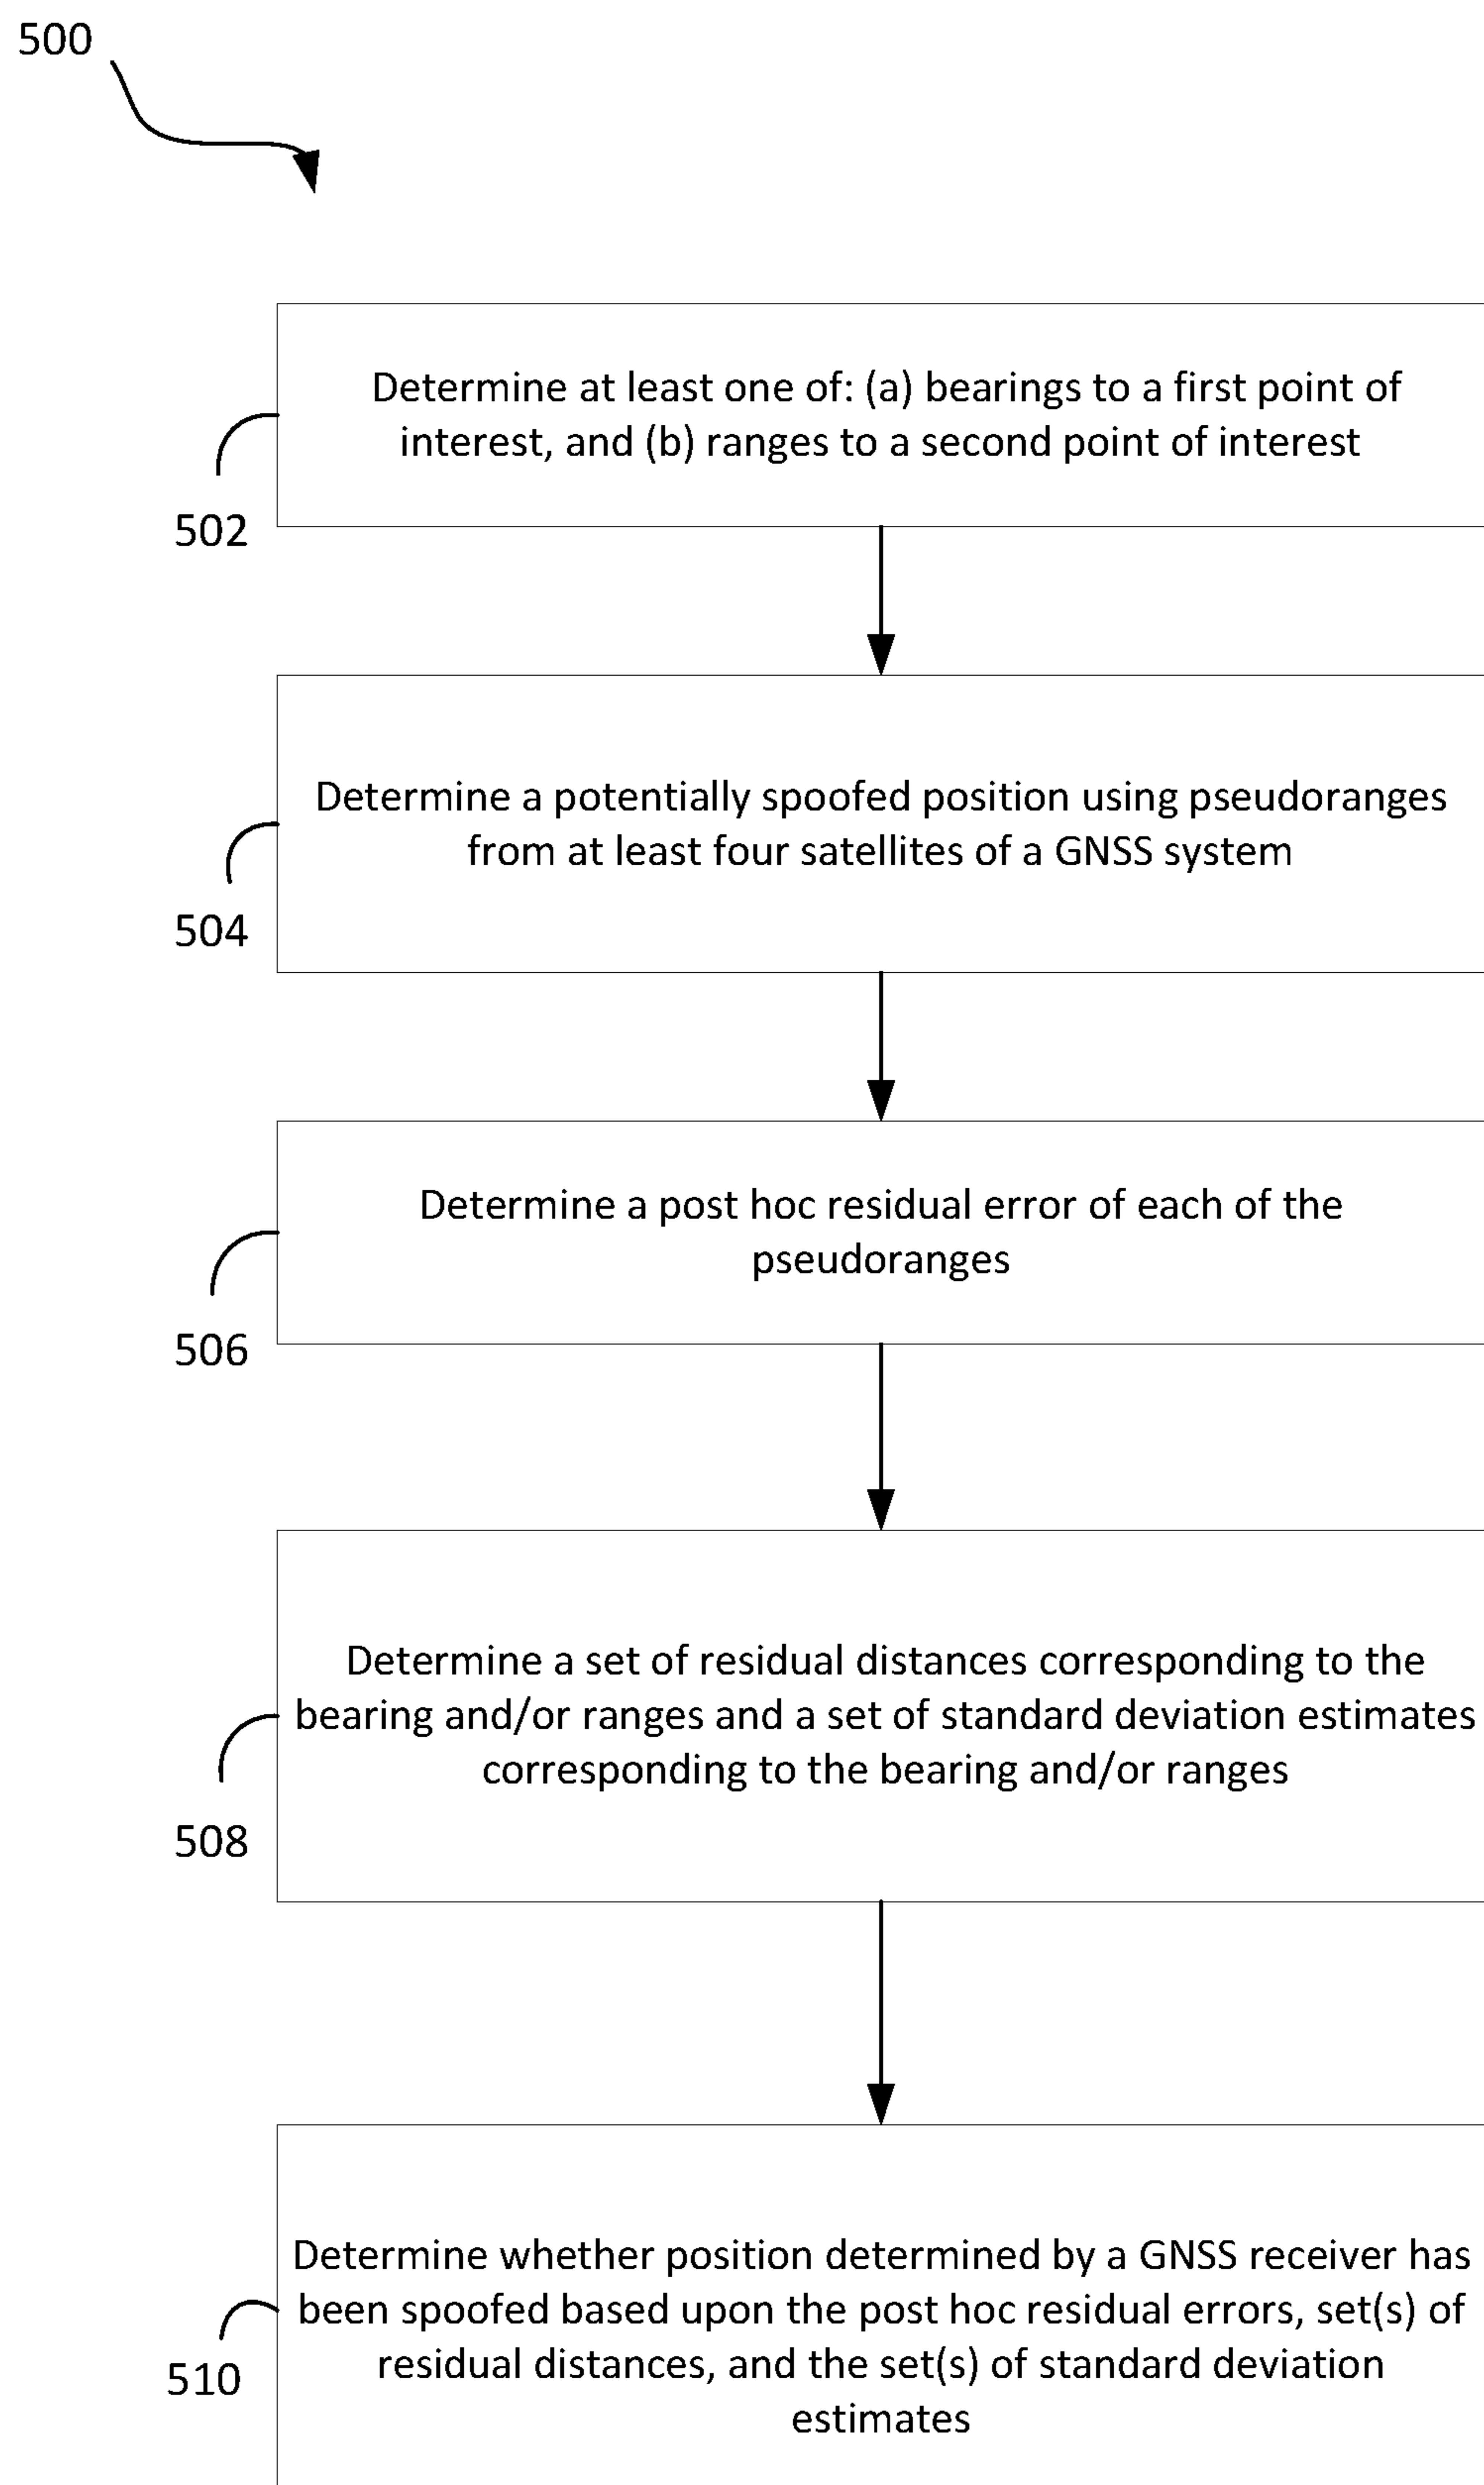 500
Determine at least one of: (a) bearings to a first point of
interest, and (b) ranges to a second point of interest
502
Determine a potentially spoofed position using pseudoranges
from at least four satellites of a GNSS system
504
Determine a post hoc residual error of each of the
pseudoranges
506
Determine a set of residual distances corresponding to the
bearing and/or ranges and a set of standard deviation estimates
corresponding to the bearing and/or ranges
508
Determine whether position determined by a GNSS receiver has
been spoofed based upon the post hoc residual errors, set(s) of
residual distances, and the set(s) of standard deviation
estimates
510